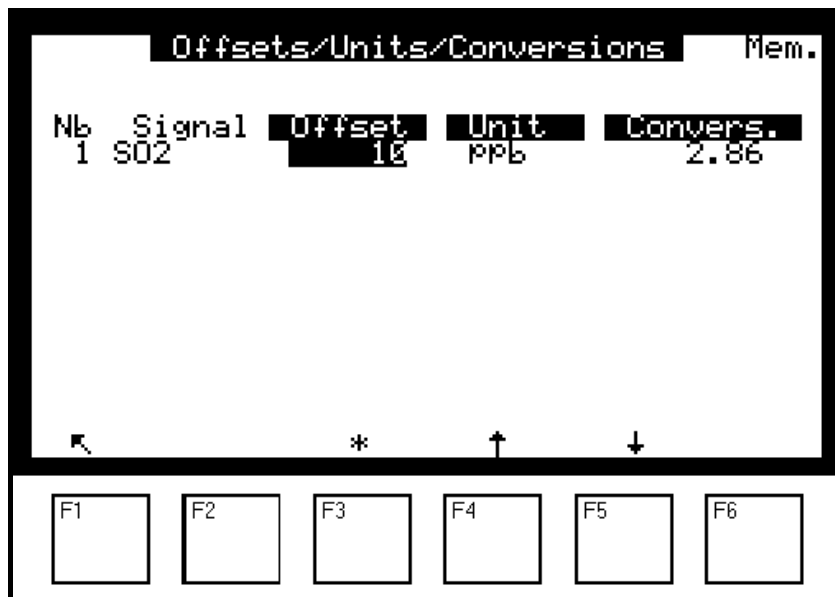 Offsets/Units/Conversions Mem.
Nb Signal Offset Unit Convers.
1 SO2 10 ppb 2.86
↖ * ↑ ↓
F1 F2 F3 F4 F5 F6